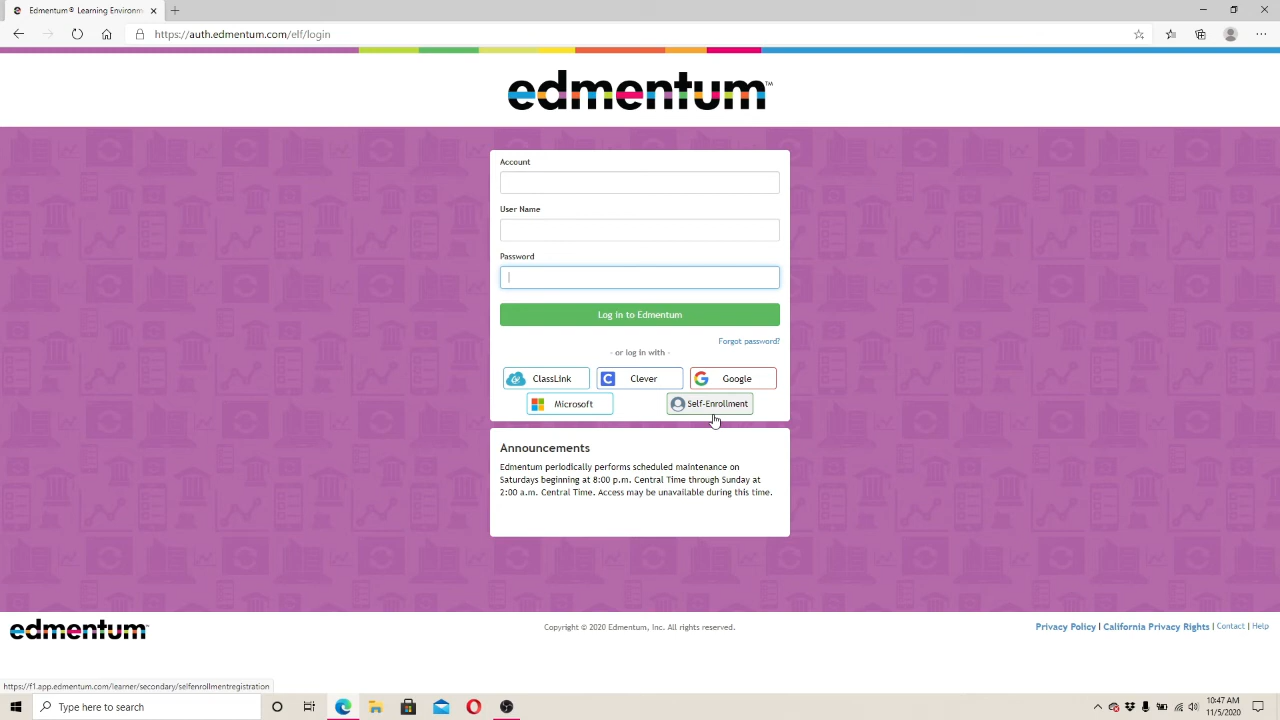 Edmentum® Learning Environm
https://auth.edmentum.com/elf/login
edmentum™
Account
User Name
Password
Log in to Edmentum
Forgot password?
- or log in with -
ClassLink
Clever
Google
Microsoft
Self-Enrollment
Announcements
Edmentum periodically performs scheduled maintenance on
Saturdays beginning at 8:00 p.m. Central Time through Sunday at
2:00 a.m. Central Time. Access may be unavailable during this time.
edmentum™
Copyright © 2020 Edmentum, Inc. All rights reserved.
Privacy Policy | California Privacy Rights | Contact | Help
https://f1.app.edmentum.com/learner/secondary/selfenrollmentregistration
Type here to search
10:47 AM
11/5/2020